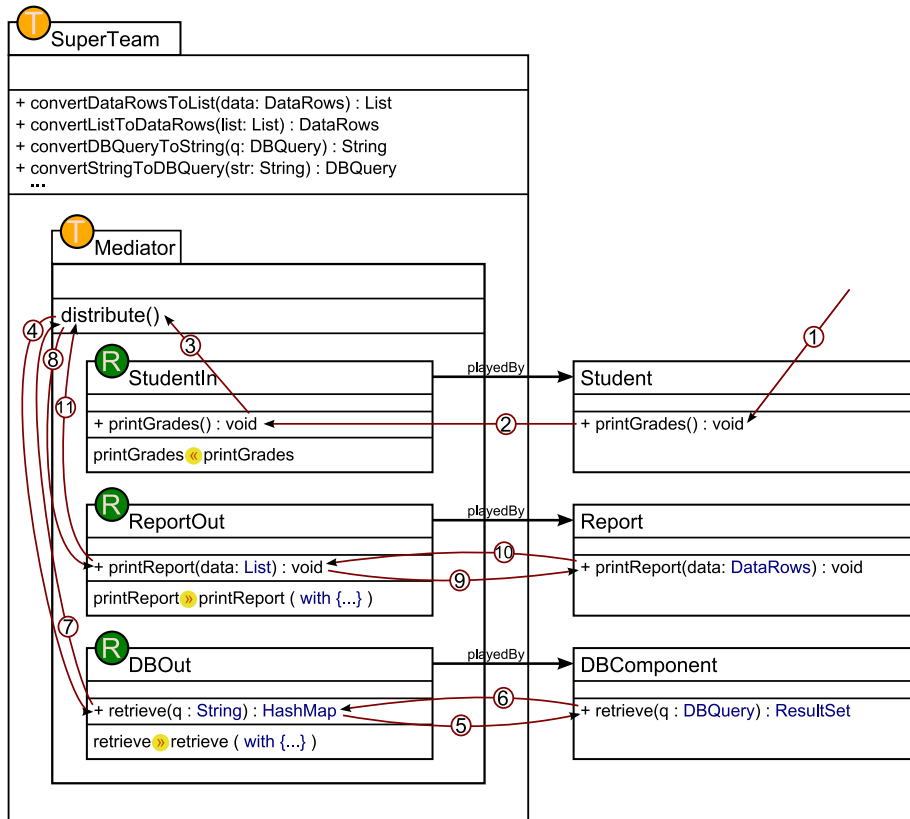 T
SuperTeam
+ convertDataRowsToList(data: DataRows) : List
+ convertListToDataRows(list: List) : DataRows
+ convertDBQueryToString(q: DBQuery) : String
+ convertStringToDBQuery(str: String) : DBQuery
...
T
Mediator
distribute()
4
3
1
8
R
StudentIn
playedBy
Student
11
+ printGrades() : void
2
+ printGrades() : void
printGrades « printGrades
R
ReportOut
playedBy
Report
10
+ printReport(data: List) : void
9
+ printReport(data: DataRows) : void
printReport » printReport ( with {...} )
7
R
DBOut
playedBy
DBComponent
6
+ retrieve(q : String) : HashMap
5
+ retrieve(q : DBQuery) : ResultSet
retrieve » retrieve ( with {...} )